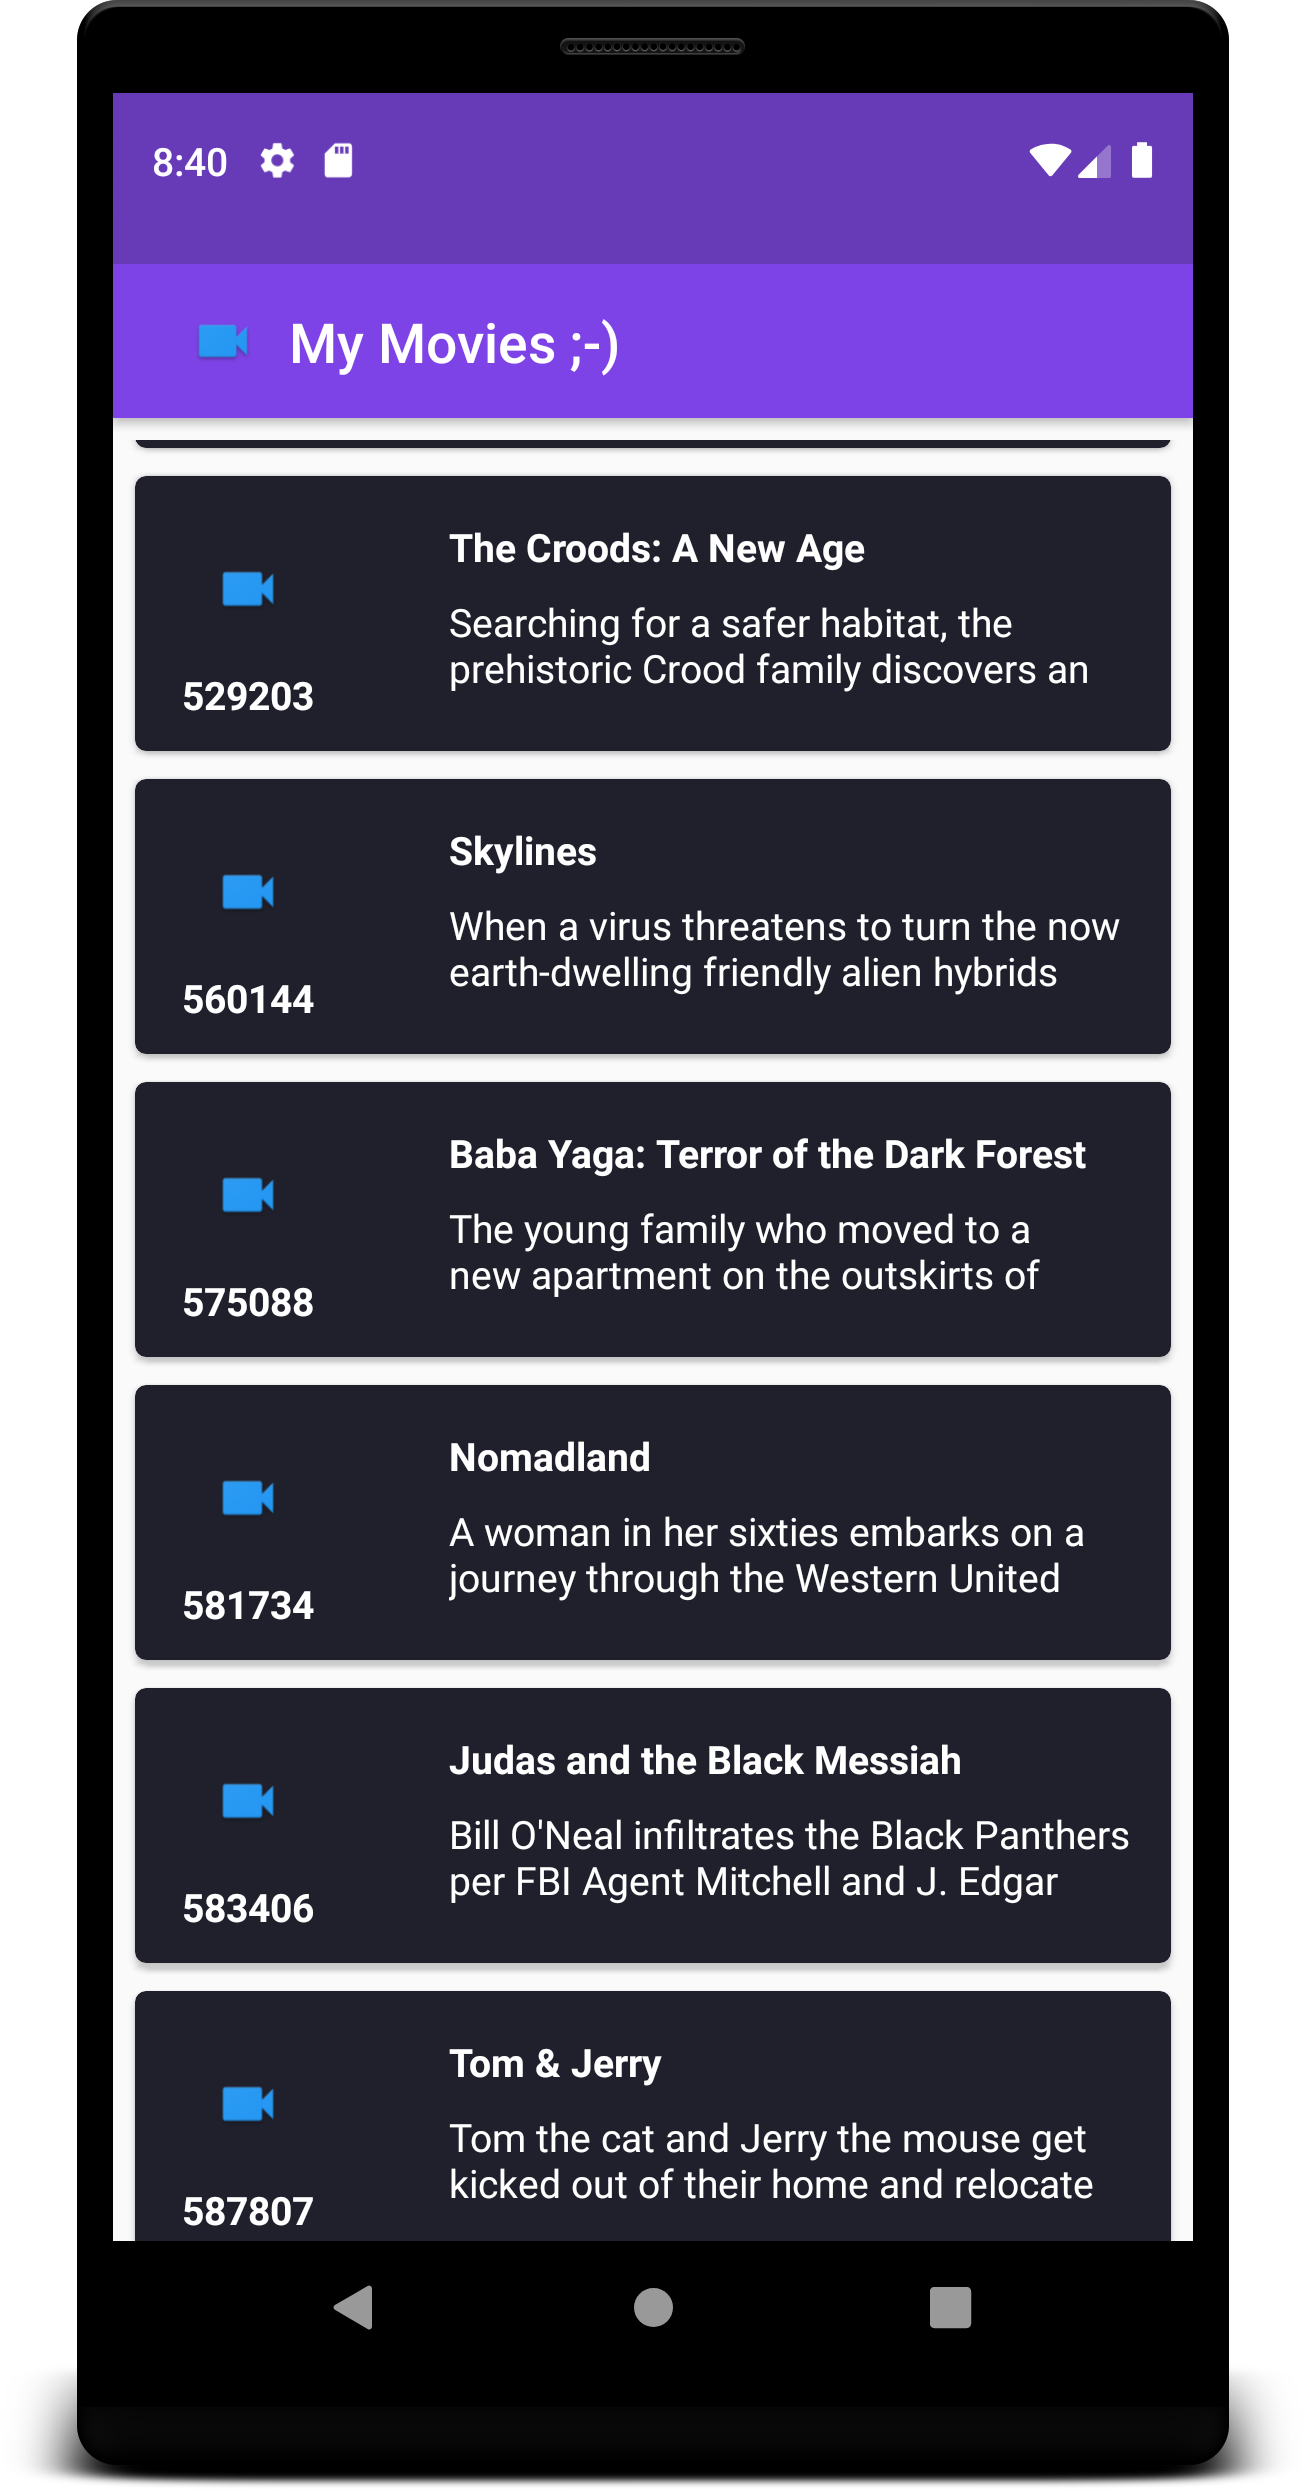 8:40
My Movies ;-)
The Croods: A New Age
Searching for a safer habitat, the
prehistoric Crood family discovers an
529203
Skylines
When a virus threatens to turn the now
earth-dwelling friendly alien hybrids
560144
Baba Yaga: Terror of the Dark Forest
The young family who moved to a
new apartment on the outskirts of
575088
Nomadland
A woman in her sixties embarks on a
journey through the Western United
581734
Judas and the Black Messiah
Bill O'Neal infiltrates the Black Panthers
per FBI Agent Mitchell and J. Edgar
583406
Tom & Jerry
Tom the cat and Jerry the mouse get
kicked out of their home and relocate
587807